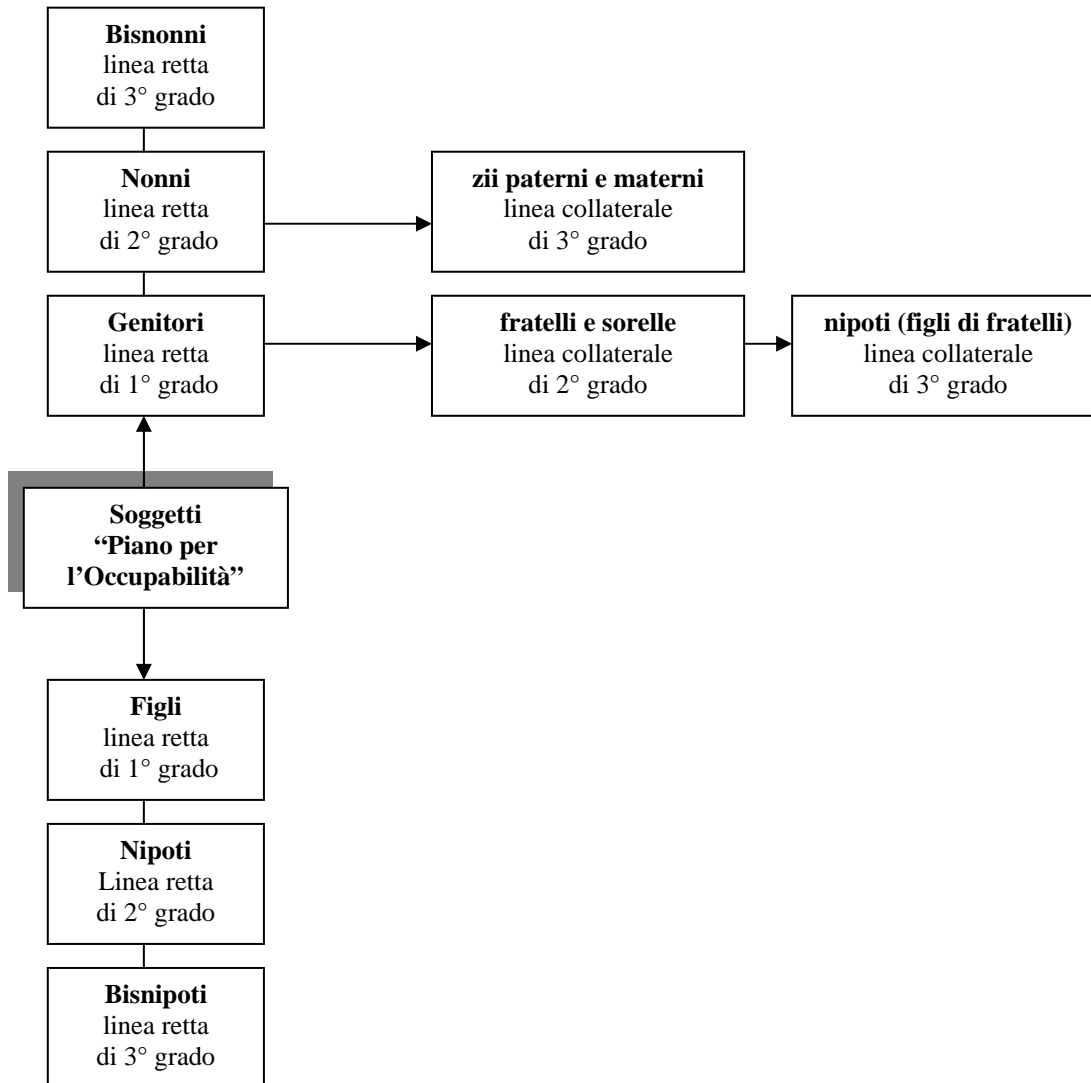 Bisnonni
linea retta
di 3° grado
Nonni
linea retta
di 2° grado
zii paterni e materni
linea collaterale
di 3° grado
Genitori
linea retta
di 1° grado
fratelli e sorelle
linea collaterale
di 2° grado
nipoti (figli di fratelli)
linea collaterale
di 3° grado
Soggetti
“Piano per
l’Occupabilità”
Figli
linea retta
di 1° grado
Nipoti
Linea retta
di 2° grado
Bisnipoti
linea retta
di 3° grado